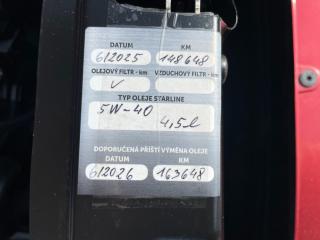 DATUM KM
6/2025 148648
OLEJOVÝ FILTR - km VZDUCHOVÝ FILTR - km
V
TYP OLEJE STARLINE
5W-40 4,5l
DOPORUČENÁ PŘÍŠTÍ VÝMĚNA OLEJE
DATUM KM
6/2026 163648